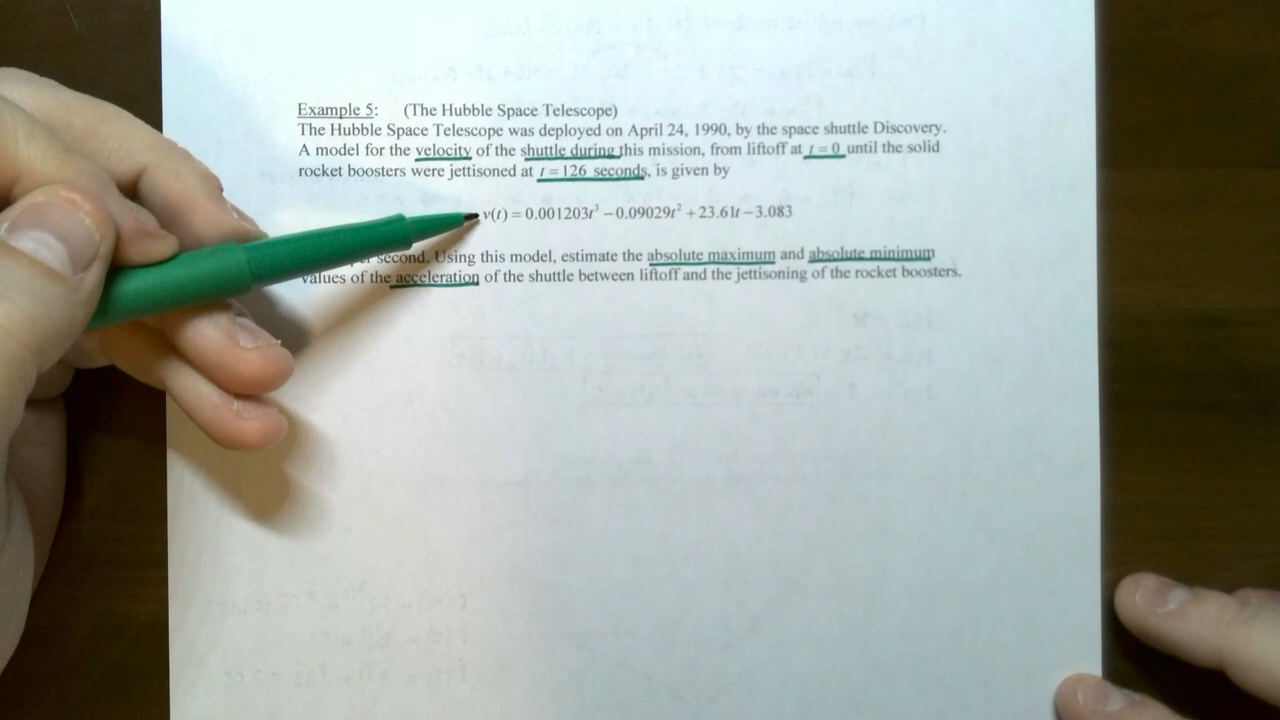 Example 5: (The Hubble Space Telescope)
The Hubble Space Telescope was deployed on April 24, 1990, by the space shuttle Discovery.
A model for the velocity of the shuttle during this mission, from liftoff at t = 0 until the solid
rocket boosters were jettisoned at t = 126 seconds, is given by
v(t) = 0.001203t³ − 0.09029t² + 23.61t − 3.083
second. Using this model, estimate the absolute maximum and absolute minimum
values of the acceleration of the shuttle between liftoff and the jettisoning of the rocket boosters.